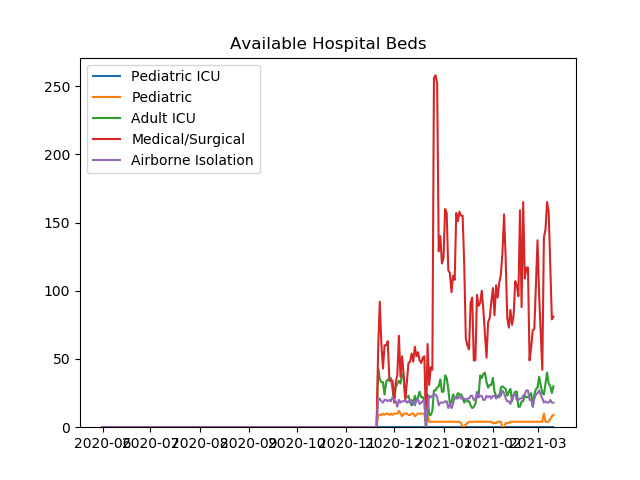 Available Hospital Beds
Pediatric ICU
Pediatric
Adult ICU
Medical/Surgical
Airborne Isolation
250
200
150
100
50
0
2020-06 2020-07 2020-08 2020-09 2020-10 2020-11 2020-12 2021-01 2021-02 2021-03